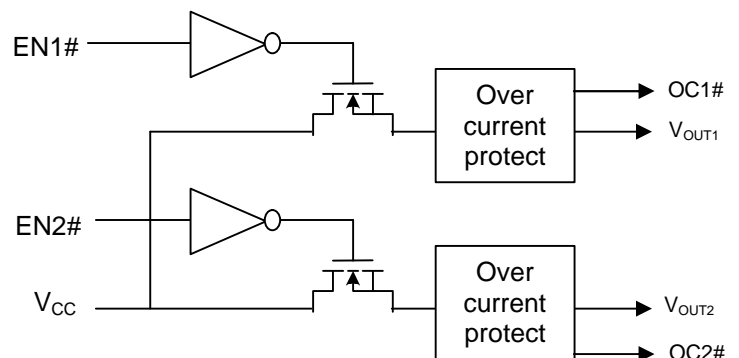 EN1#
Over
current
protect
OC1#
VOUT1
EN2#
VCC
Over
current
protect
VOUT2
OC2#